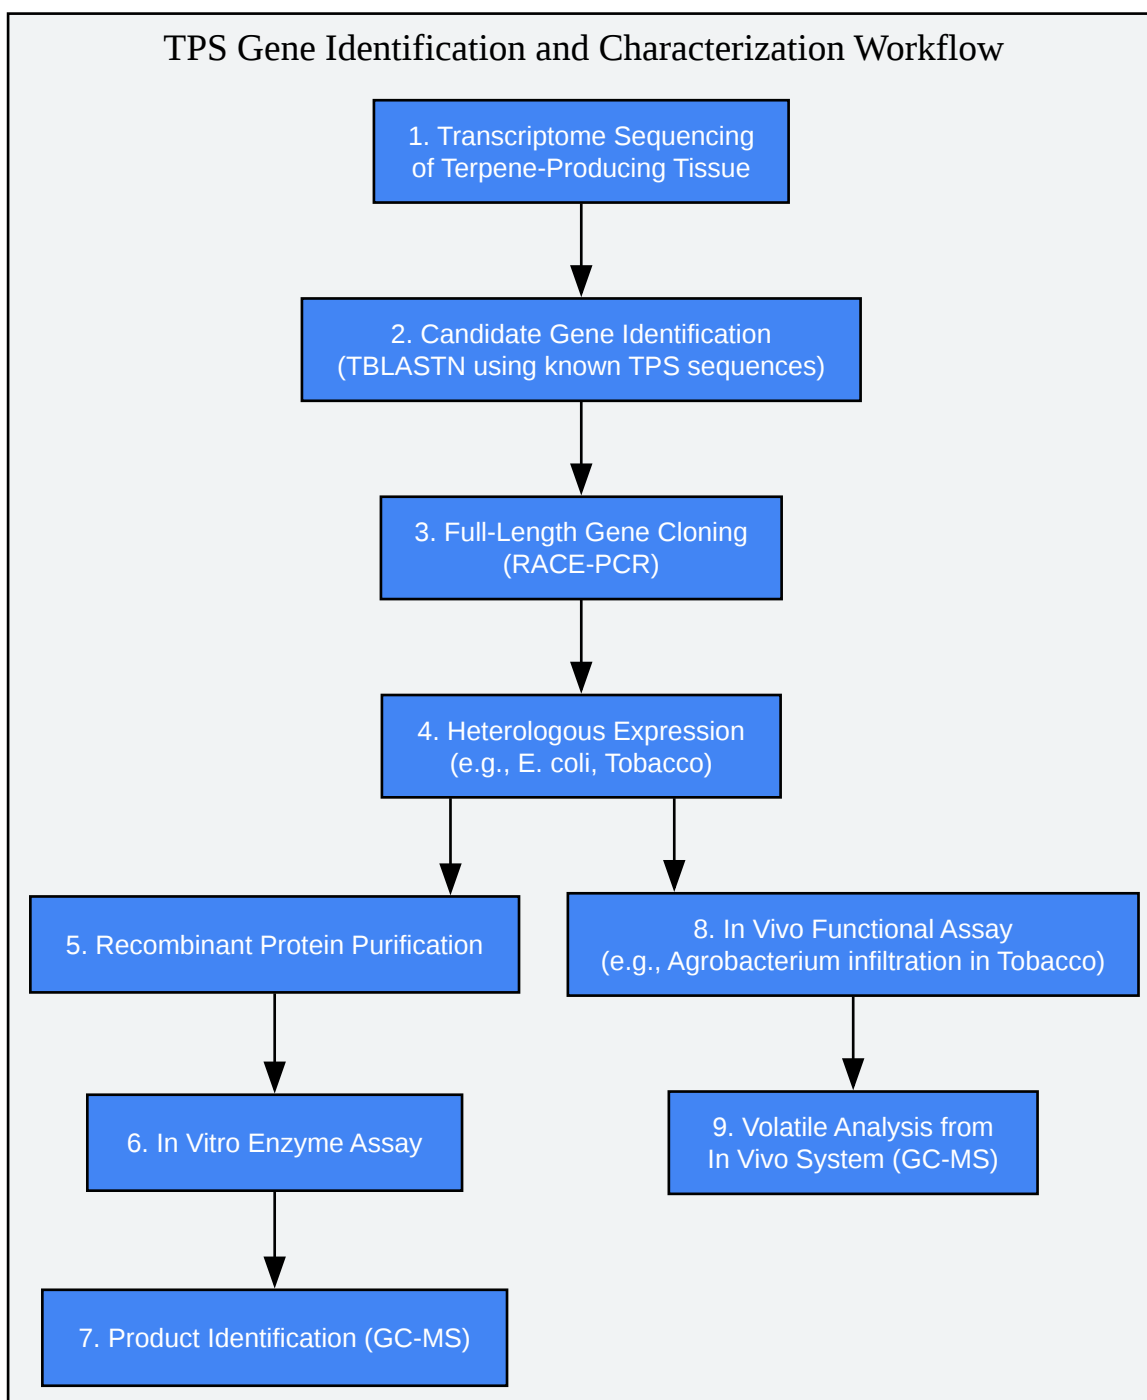 TPS Gene Identification and Characterization Workflow
1. Transcriptome Sequencing
of Terpene-Producing Tissue
2. Candidate Gene Identification
(TBLASTN using known TPS sequences)
3. Full-Length Gene Cloning
(RACE-PCR)
4. Heterologous Expression
(e.g., E. coli, Tobacco)
5. Recombinant Protein Purification
6. In Vitro Enzyme Assay
7. Product Identification (GC-MS)
8. In Vivo Functional Assay
(e.g., Agrobacterium infiltration in Tobacco)
9. Volatile Analysis from
In Vivo System (GC-MS)